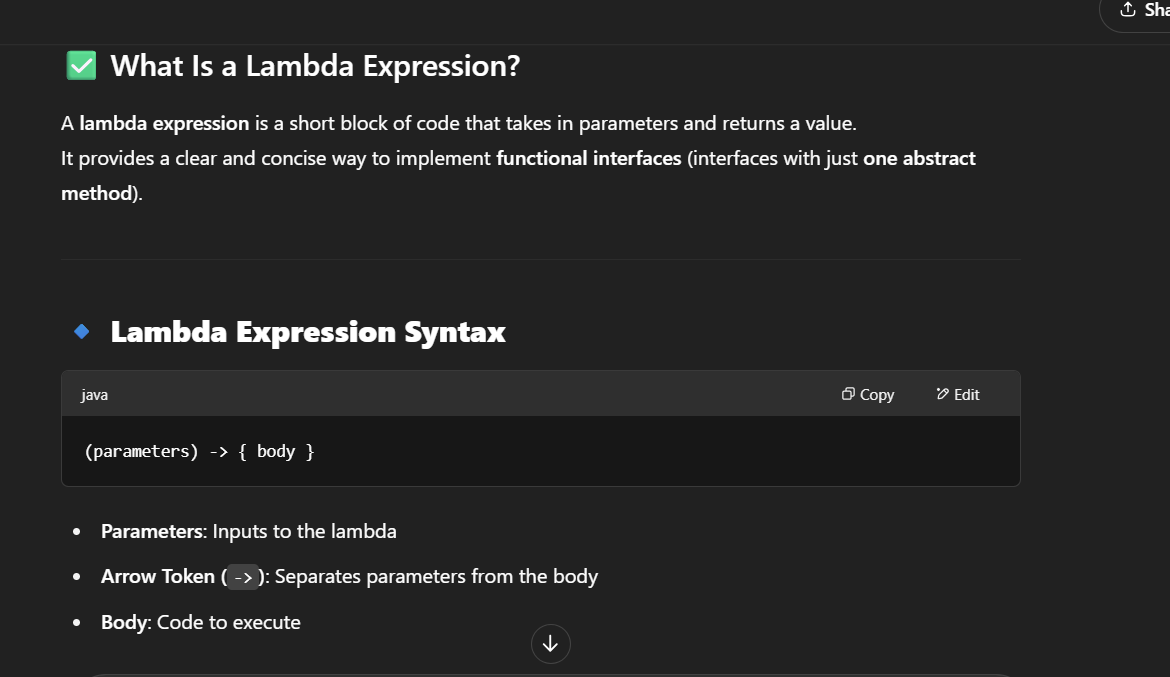 Sha
What Is a Lambda Expression?
A lambda expression is a short block of code that takes in parameters and returns a value.
It provides a clear and concise way to implement functional interfaces (interfaces with just one abstract
method).
Lambda Expression Syntax
java Copy Edit
(parameters) -> { body }
Parameters: Inputs to the lambda
Arrow Token (->): Separates parameters from the body
Body: Code to execute